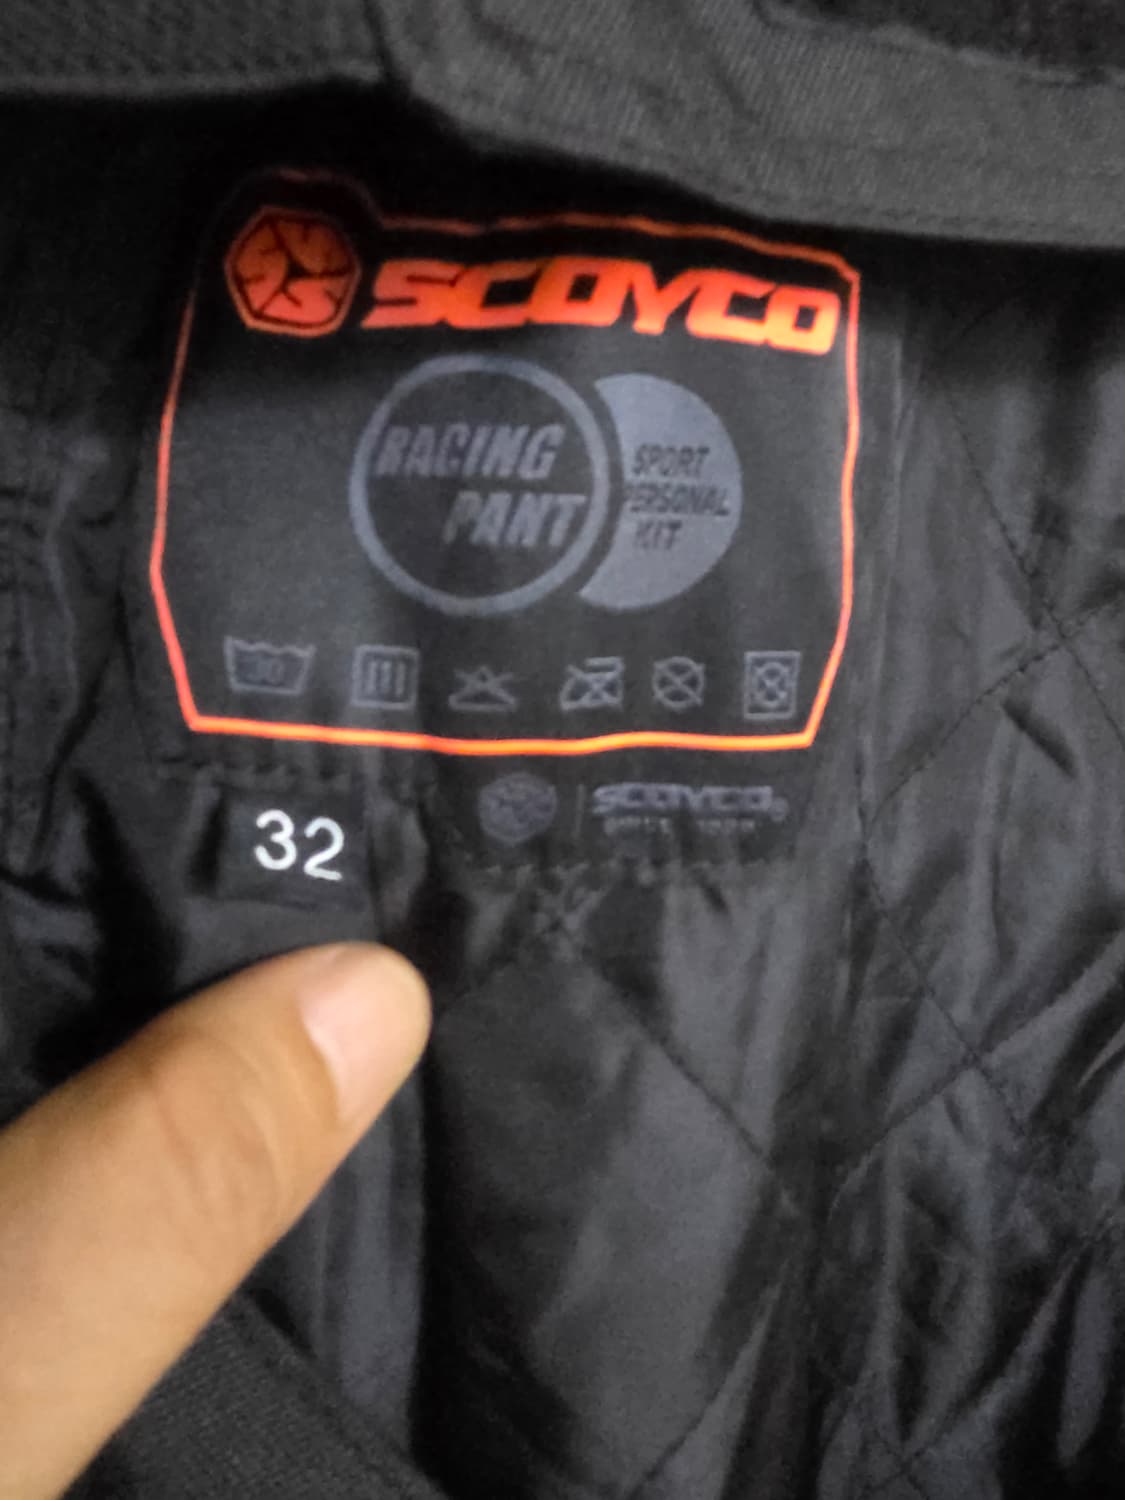 SCOYCO
RACING
PANT
SPORT
PERSONAL
KIT
30
32
SCOYCO